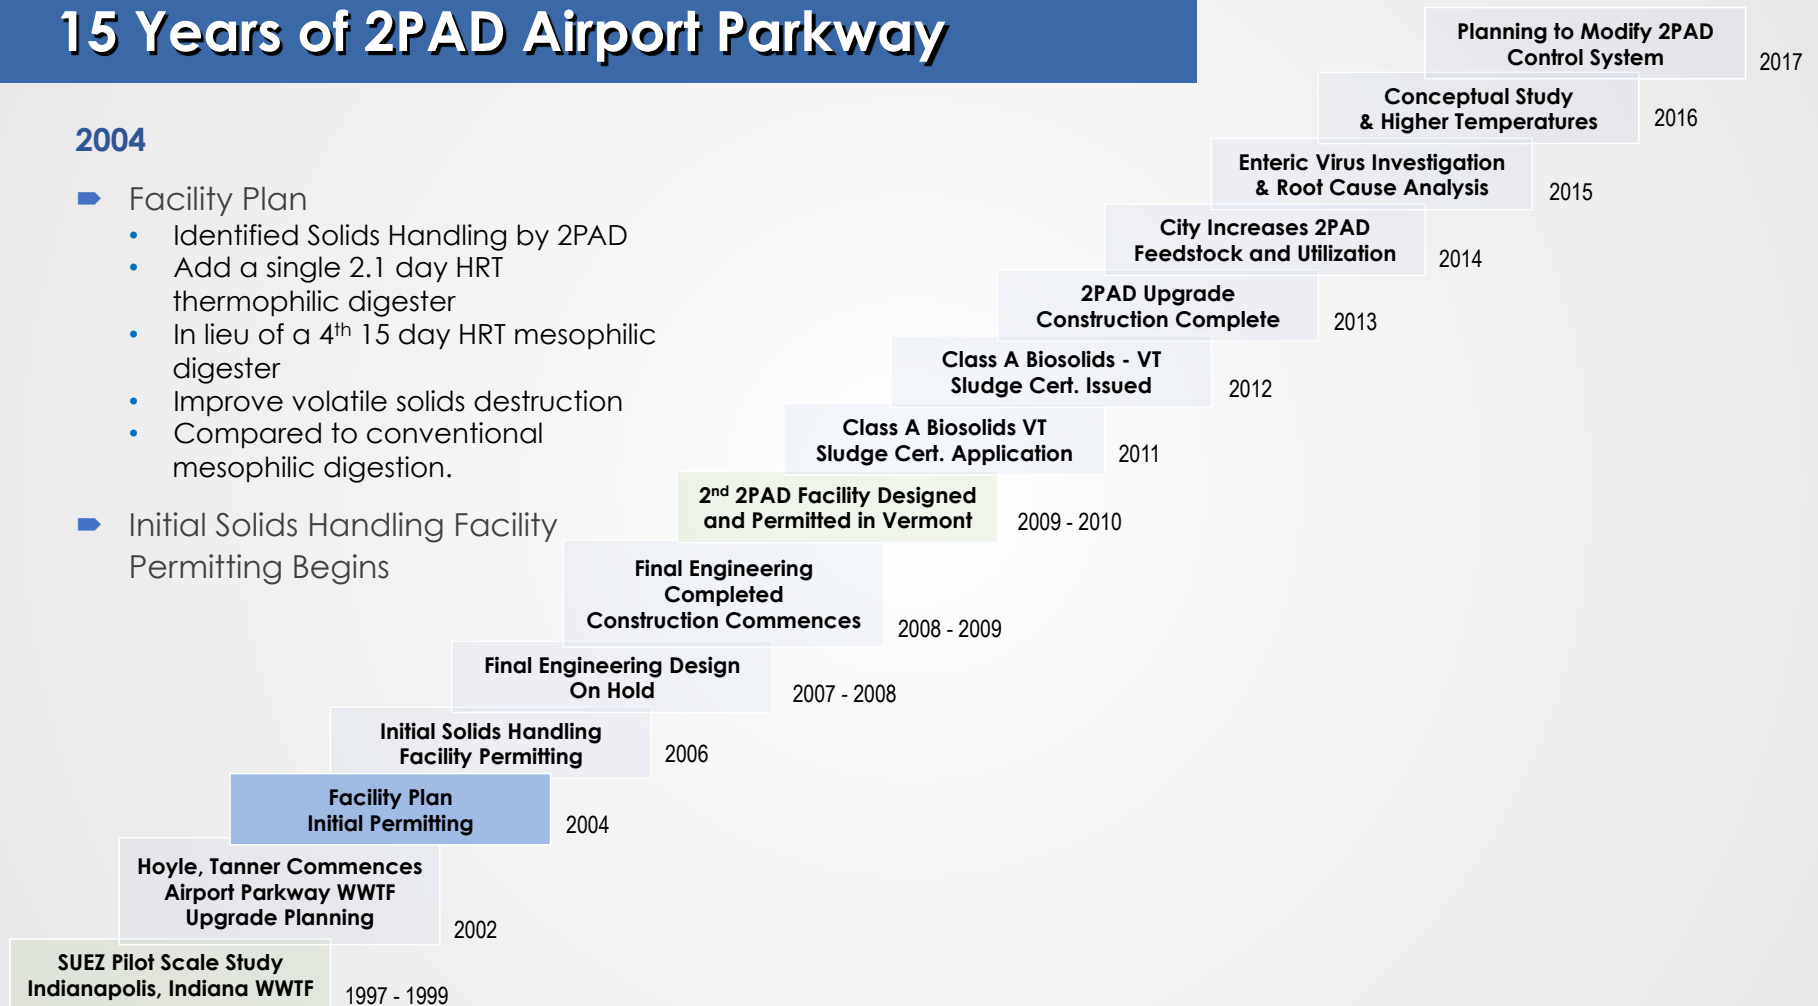 15 Years of 2PAD Airport Parkway
2004
Facility Plan
• Identified Solids Handling by 2PAD
• Add a single 2.1 day HRT
thermophilic digester
• In lieu of a 4th 15 day HRT mesophilic
digester
• Improve volatile solids destruction
• Compared to conventional
mesophilic digestion.
Initial Solids Handling Facility
Permitting Begins
Planning to Modify 2PAD
Control System
2017
Conceptual Study
& Higher Temperatures
2016
Enteric Virus Investigation
& Root Cause Analysis
2015
City Increases 2PAD
Feedstock and Utilization
2014
2PAD Upgrade
Construction Complete
2013
Class A Biosolids - VT
Sludge Cert. Issued
2012
Class A Biosolids VT
Sludge Cert. Application
2011
2nd 2PAD Facility Designed
and Permitted in Vermont
2009 - 2010
Final Engineering
Completed
Construction Commences
2008 - 2009
Final Engineering Design
On Hold
2007 - 2008
Initial Solids Handling
Facility Permitting
2006
Facility Plan
Initial Permitting
2004
Hoyle, Tanner Commences
Airport Parkway WWTF
Upgrade Planning
2002
SUEZ Pilot Scale Study
Indianapolis, Indiana WWTF
1997 - 1999